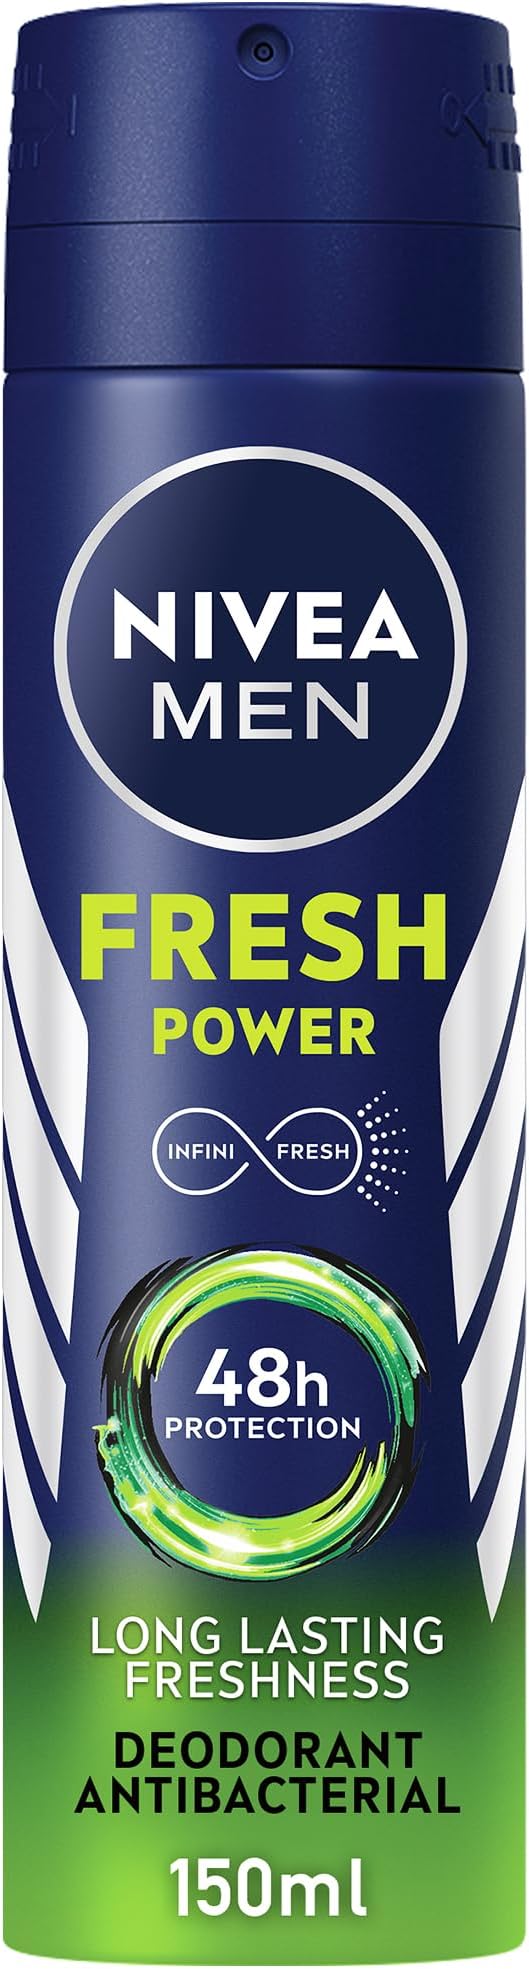 NIVEA
MEN
FRESH
POWER
INFINI FRESH
48h
PROTECTION
LONG LASTING
FRESHNESS
DEODORANT
ANTIBACTERIAL
150ml